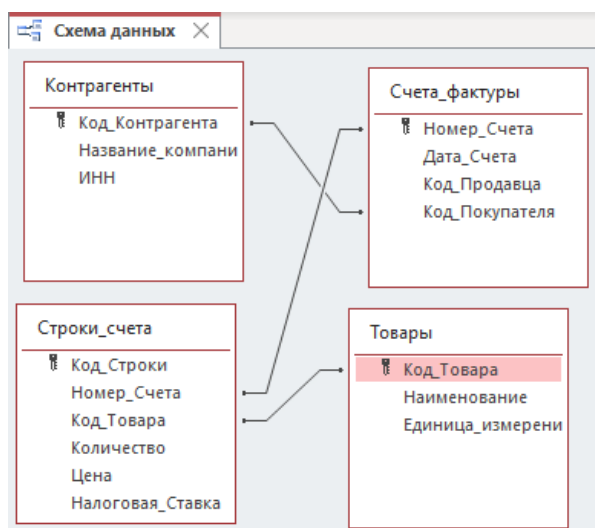 Схема данных
Контрагенты
Код_Контрагента
Название_компани
ИНН
Счета_фактуры
Номер_Счета
Дата_Счета
Код_Продавца
Код_Покупателя
Строки_счета
Код_Строки
Номер_Счета
Код_Товара
Количество
Цена
Налоговая_Ставка
Товары
Код_Товара
Наименование
Единица_измерени